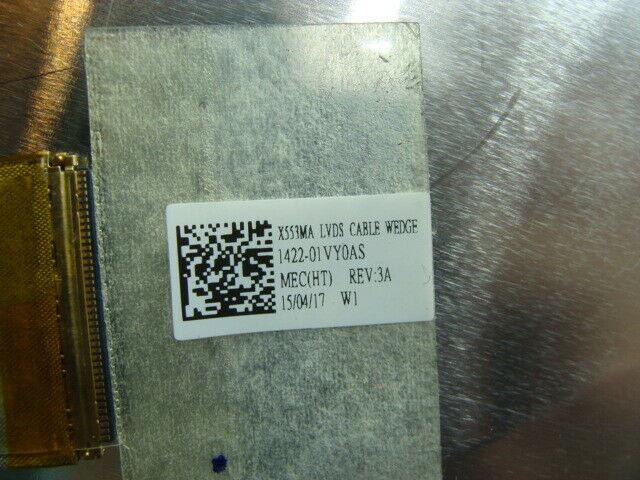 X553MA LVDS CABLE WEDGE
1422-01VY0AS
MEC(HT) REV:3A
15/04/17 W1